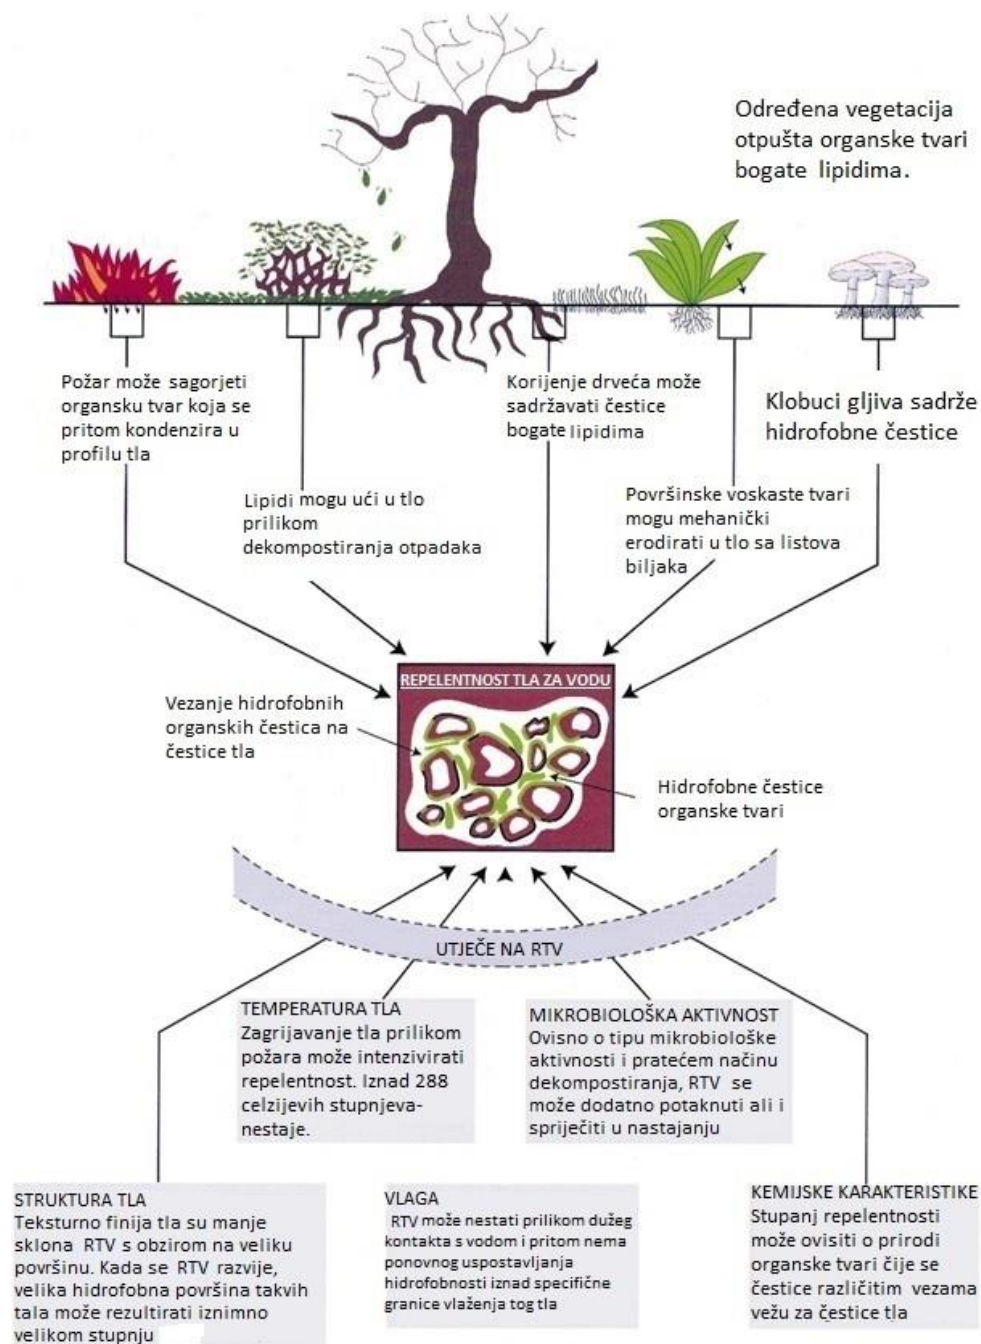 Određena vegetacija
otpušta organske tvari
bogate lipidima.
Požar može sagorjeti
organsku tvar koja se
pritom kondenzira u
profilu tla
Korijenje drveća može
sadržavati čestice
bogate lipidima
Klobuci gljiva sadrže
hidrofobne čestice
Lipidi mogu ući u tlo
prilikom
dekompostiranja otpadaka
Površinske voskaste tvari
mogu mehanički
erodirati u tlo sa listova
biljaka
REPELENTNOST TLA ZA VODU
Vezanje hidrofobnih
organskih čestica na
čestice tla
Hidrofobne čestice
organske tvari
UTJEČE NA RTV
TEMPERATURA TLA
Zagrijavanje tla prilikom
požara može intenzivirati
repelentnost. Iznad 288
celzijevih stupnjeva-
nestaje.
MIKROBIOLOŠKA AKTIVNOST
Ovisno o tipu mikrobiološke
aktivnosti i pratećem načinu
dekompostiranja, RTV se
može dodatno potaknuti ali i
spriječiti u nastajanju
STRUKTURA TLA
Teksturno finija tla su manje
sklona RTV s obzirom na veliku
površinu. Kada se RTV razvije,
velika hidrofobna površina takvih
tala može rezultirati iznimno
velikom stupnju
VLAGA
RTV može nestati prilikom dužeg
kontakta s vodom i pritom nema
ponovnog uspostavljanja
hidrofobnosti iznad specifične
granice vlaženja tog tla
KEMIJSKE KARAKTERISTIKE
Stupanj repelentnosti
može ovisiti o prirodi
organske tvari čije se
čestice različitim vezama
vežu za čestice tla